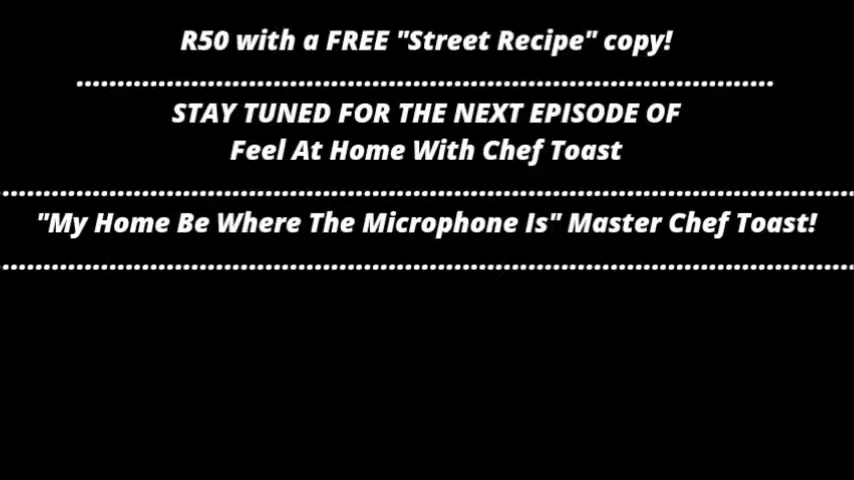 R50 with a FREE "Street Recipe" copy!
STAY TUNED FOR THE NEXT EPISODE OF
Feel At Home With Chef Toast
"My Home Be Where The Microphone Is" Master Chef Toast!